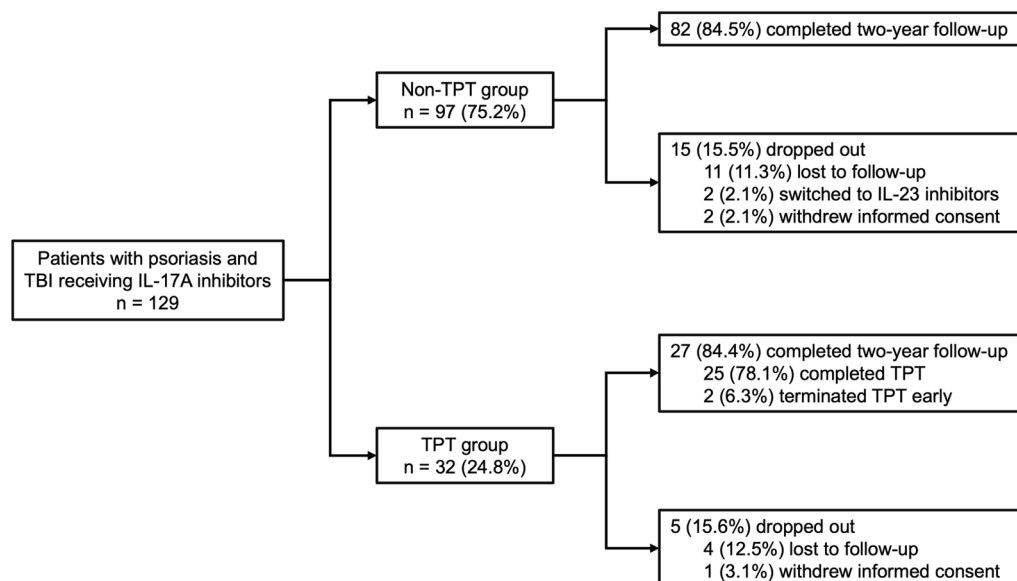 Patients with psoriasis and
TBI receiving IL-17A inhibitors
n = 129
Non-TPT group
n = 97 (75.2%)
82 (84.5%) completed two-year follow-up
15 (15.5%) dropped out
11 (11.3%) lost to follow-up
2 (2.1%) switched to IL-23 inhibitors
2 (2.1%) withdrew informed consent
TPT group
n = 32 (24.8%)
27 (84.4%) completed two-year follow-up
25 (78.1%) completed TPT
2 (6.3%) terminated TPT early
5 (15.6%) dropped out
4 (12.5%) lost to follow-up
1 (3.1%) withdrew informed consent